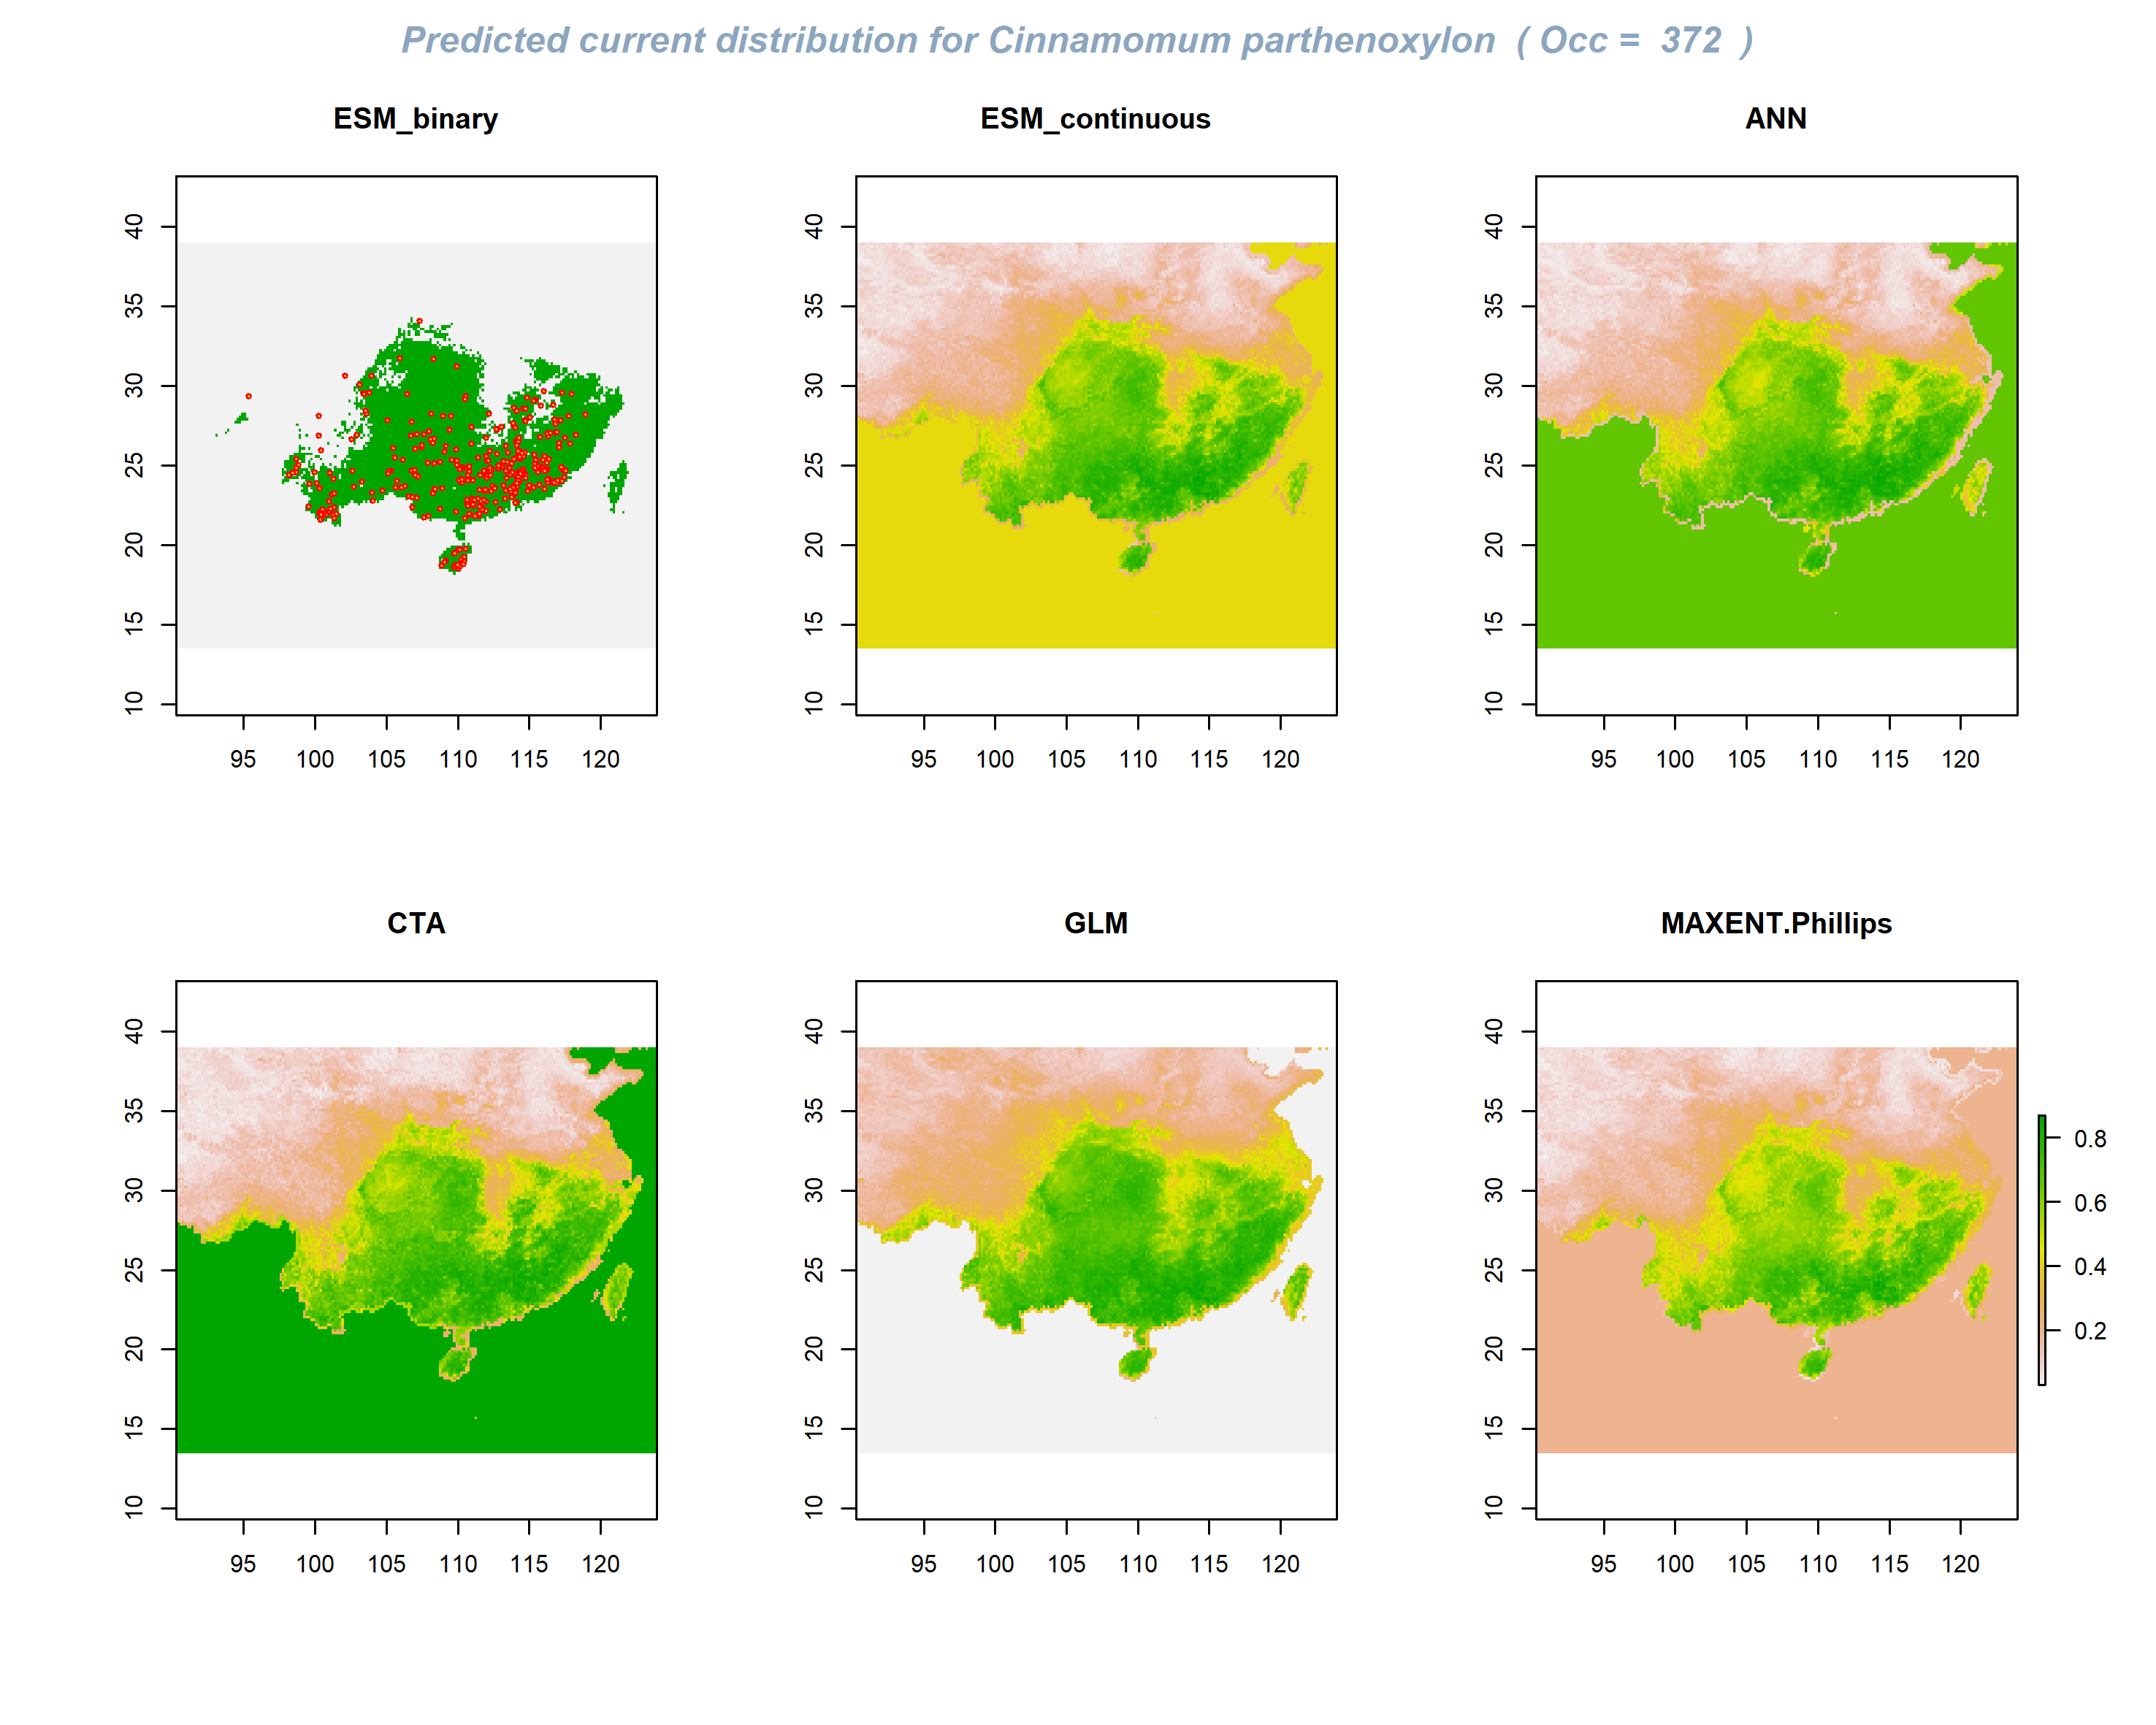 Predicted current distribution for Cinnamomum parthenoxylon ( Occ = 372 )
ESM_binary ESM_continuous ANN
40 40 40
35 35 35
30 30 30
25 25 25
20 20 20
15 15 15
10 10 10
95 100 105 110 115 120 95 100 105 110 115 120 95 100 105 110 115 120
CTA GLM MAXENT.Phillips
40 40 40
35 35 35
0.8
30 30 30
0.6
25 25 25
0.4
20 20 20
0.2
15 15 15
10 10 10
95 100 105 110 115 120 95 100 105 110 115 120 95 100 105 110 115 120